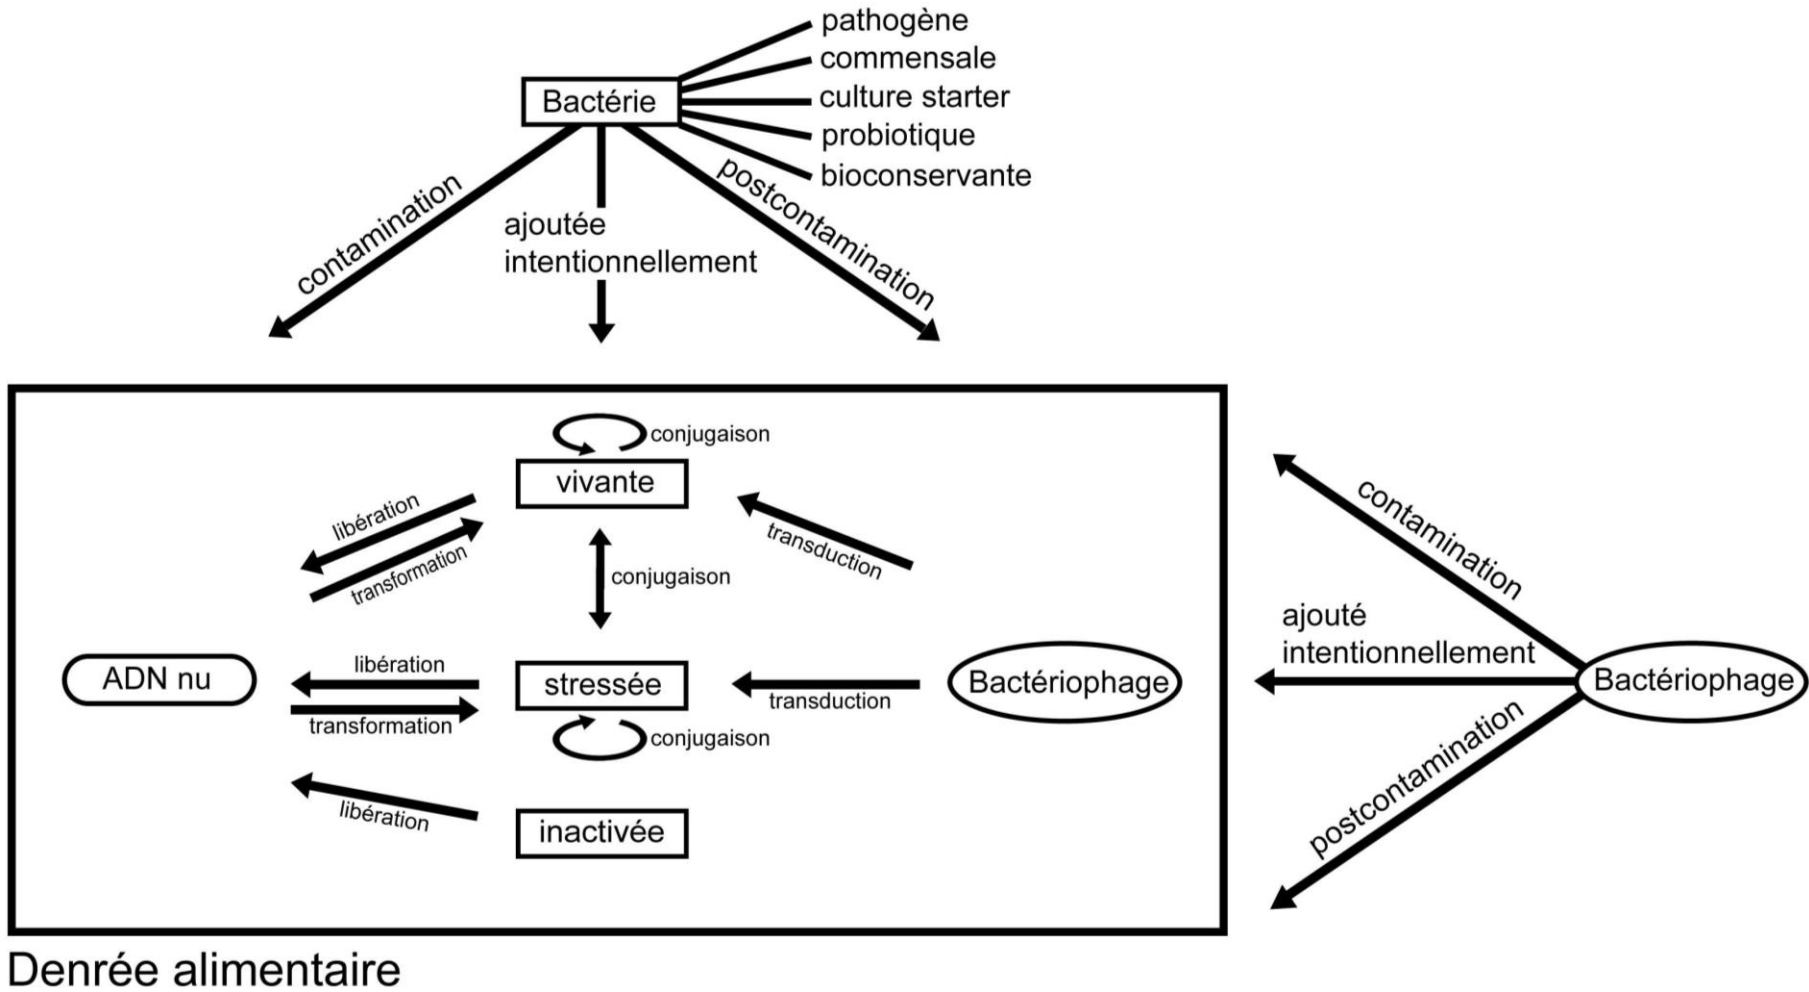 pathogène
commensale
Bactérie
culture starter
probiotique
bioconservante
contamination
ajoutée
intentionnellement
postcontamination
conjugaison
vivante
libération
transformation
transduction
conjugaison
contamination
ajouté
intentionnellement
ADN nu
libération
transformation
stressée
conjugaison
transduction
Bactériophage
Bactériophage
postcontamination
libération
inactivée
Denrée alimentaire